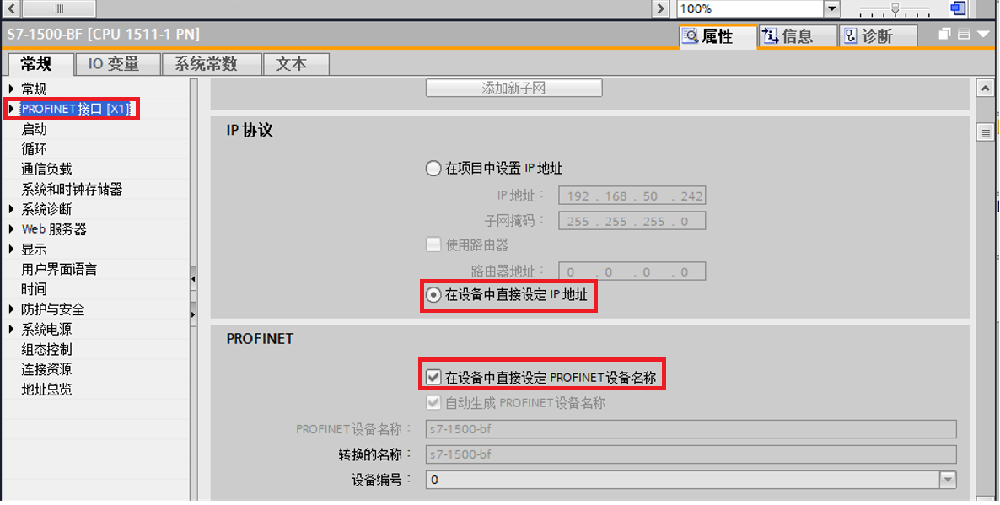 100%
S7-1500-BF [CPU 1511-1 PN]
属性 信息 诊断
常规 IO 变量 系统常数 文本
常规
PROFINET接口 [X1]
启动
循环
通信负载
系统和时钟存储器
系统诊断
Web 服务器
显示
用户界面语言
时间
防护与安全
系统电源
组态控制
连接资源
地址总览
添加新子网
IP 协议
在项目中设置 IP 地址
IP 地址： 192 . 168 . 50 . 242
子网掩码： 255 . 255 . 255 . 0
使用路由器
路由器地址： 0 . 0 . 0 . 0
在设备中直接设定 IP 地址
PROFINET
在设备中直接设定 PROFINET设备名称
自动生成 PROFINET设备名称
PROFINET设备名称： s7-1500-bf
转换的名称： s7-1500-bf
设备编号： 0